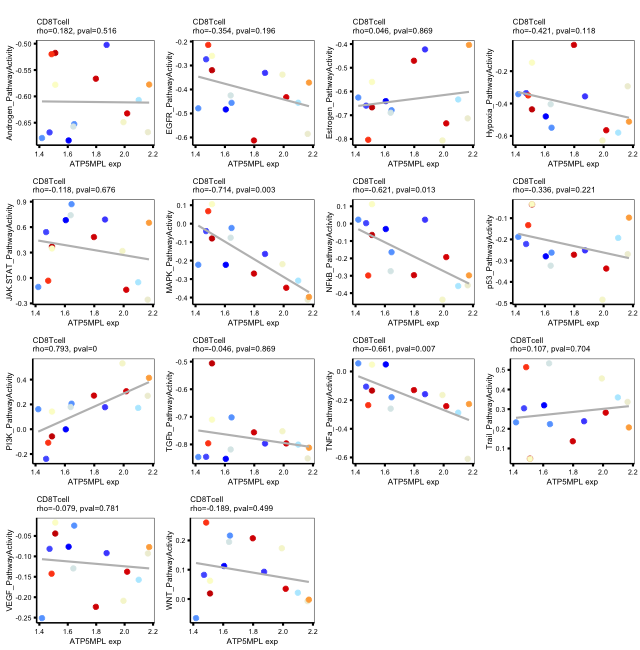 CD8Tcell
rho=0.182, pval=0.516
Androgen_PathwayActivity
-0.50
-0.55
-0.60
-0.65
1.4 1.6 1.8 2.0 2.2
CD8Tcell
rho=-0.354, pval=0.196
EGFR_PathwayActivity
-0.2
-0.3
-0.4
-0.5
-0.6
1.4 1.6 1.8 2.0 2.2
CD8Tcell
rho=0.046, pval=0.869
Estrogen_PathwayActivity
-0.4
-0.5
-0.6
-0.7
-0.8
1.4 1.6 1.8 2.0 2.2
CD8Tcell
rho=-0.421, pval=0.118
Hypoxia_PathwayActivity
-0.2
-0.4
-0.6
1.4 1.6 1.8 2.0 2.2
CD8Tcell
rho=-0.118, pval=0.676
JAK.STAT_PathwayActivity
0.9
0.6
0.3
0.0
-0.3
1.4 1.6 1.8 2.0 2.2
ATP5MPL exp
CD8Tcell
rho=-0.714, pval=0.003
MAPK_PathwayActivity
0.1
0.0
-0.1
-0.2
-0.3
-0.4
1.4 1.6 1.8 2.0 2.2
ATP5MPL exp
CD8Tcell
rho=-0.621, pval=0.013
NFkB_PathwayActivity
0.1
0.0
-0.1
-0.2
-0.3
-0.4
-0.5
1.4 1.6 1.8 2.0 2.2
ATP5MPL exp
CD8Tcell
rho=-0.336, pval=0.221
p53_PathwayActivity
-0.1
-0.2
-0.3
-0.4
-0.5
1.4 1.6 1.8 2.0 2.2
ATP5MPL exp
CD8Tcell
rho=0.793, pval=0
PI3K_PathwayActivity
0.4
0.2
0.0
-0.2
1.4 1.6 1.8 2.0 2.2
ATP5MPL exp
CD8Tcell
rho=-0.046, pval=0.869
TGFb_PathwayActivity
-0.5
-0.6
-0.7
-0.8
1.4 1.6 1.8 2.0 2.2
ATP5MPL exp
CD8Tcell
rho=-0.661, pval=0.007
TNFa_PathwayActivity
0.0
-0.2
-0.4
-0.6
1.4 1.6 1.8 2.0 2.2
ATP5MPL exp
CD8Tcell
rho=0.107, pval=0.704
Trail_PathwayActivity
0.5
0.4
0.3
0.2
0.1
1.4 1.6 1.8 2.0 2.2
ATP5MPL exp
CD8Tcell
rho=-0.079, pval=0.781
VEGF_PathwayActivity
-0.05
-0.10
-0.15
-0.20
-0.25
1.4 1.6 1.8 2.0 2.2
ATP5MPL exp
CD8Tcell
rho=-0.189, pval=0.499
WNT_PathwayActivity
0.2
0.1
0.0
1.4 1.6 1.8 2.0 2.2
ATP5MPL exp